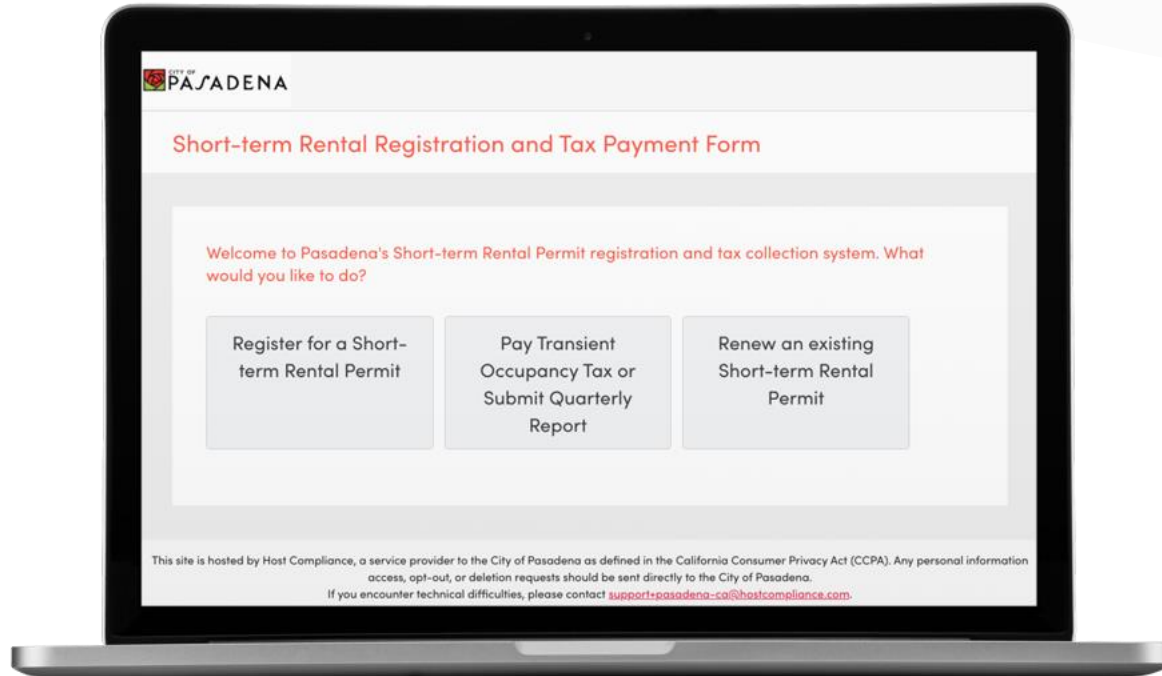 CITY OF
PASADENA
Short-term Rental Registration and Tax Payment Form
Welcome to Pasadena's Short-term Rental Permit registration and tax collection system. What
would you like to do?
Register for a Short-
term Rental Permit
Pay Transient
Occupancy Tax or
Submit Quarterly
Report
Renew an existing
Short-term Rental
Permit
This site is hosted by Host Compliance, a service provider to the City of Pasadena as defined in the California Consumer Privacy Act (CCPA). Any personal information
access, opt-out, or deletion requests should be sent directly to the City of Pasadena.
If you encounter technical difficulties, please contact support+pasadena-ca@hostcompliance.com.